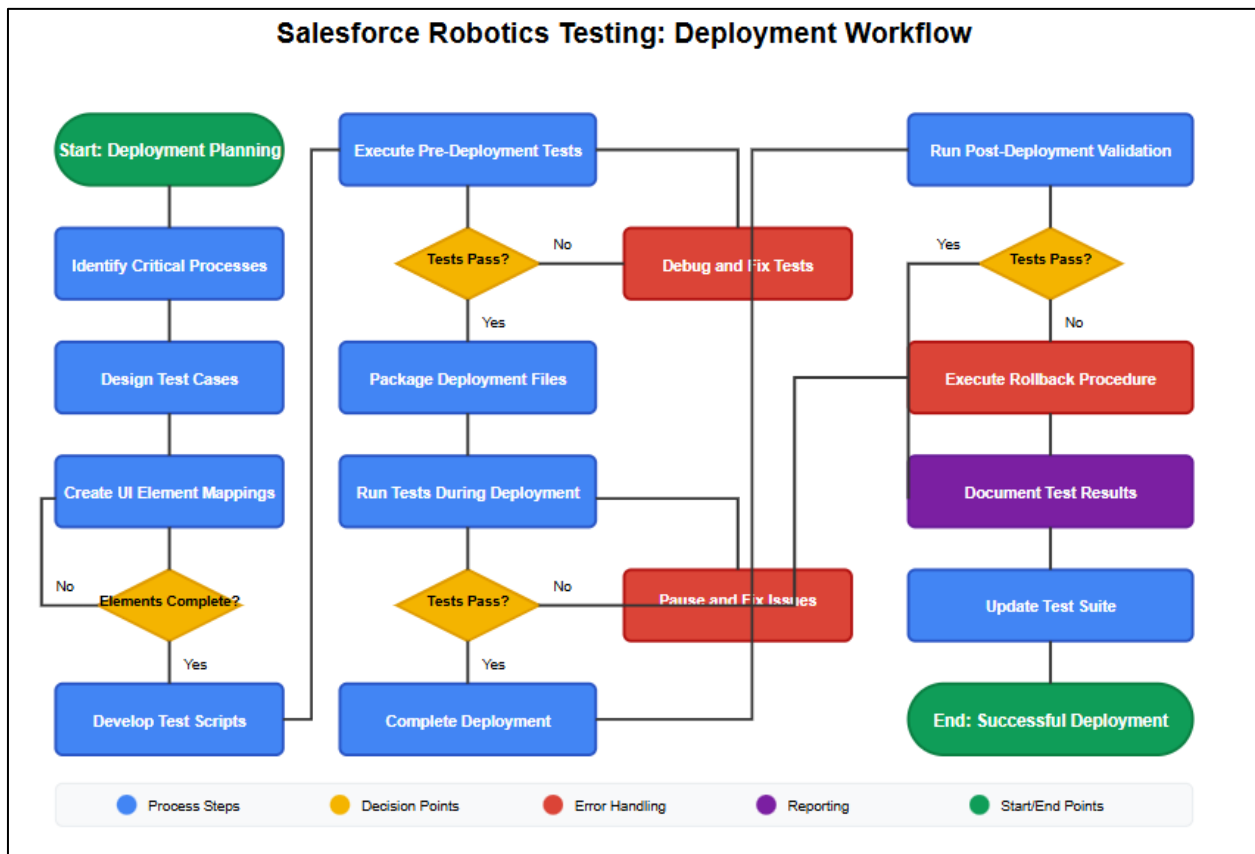 Salesforce Robotics Testing: Deployment Workflow
Start: Deployment Planning
Identify Critical Processes
Design Test Cases
Create UI Element Mappings
No
Elements Complete?
Yes
Develop Test Scripts
Execute Pre-Deployment Tests
Tests Pass?
No
Debug and Fix Tests
Yes
Package Deployment Files
Run Tests During Deployment
Tests Pass?
No
Pause and Fix Issues
Yes
Complete Deployment
Run Post-Deployment Validation
Yes
Tests Pass?
No
Execute Rollback Procedure
Document Test Results
Update Test Suite
End: Successful Deployment
Process Steps
Decision Points
Error Handling
Reporting
Start/End Points